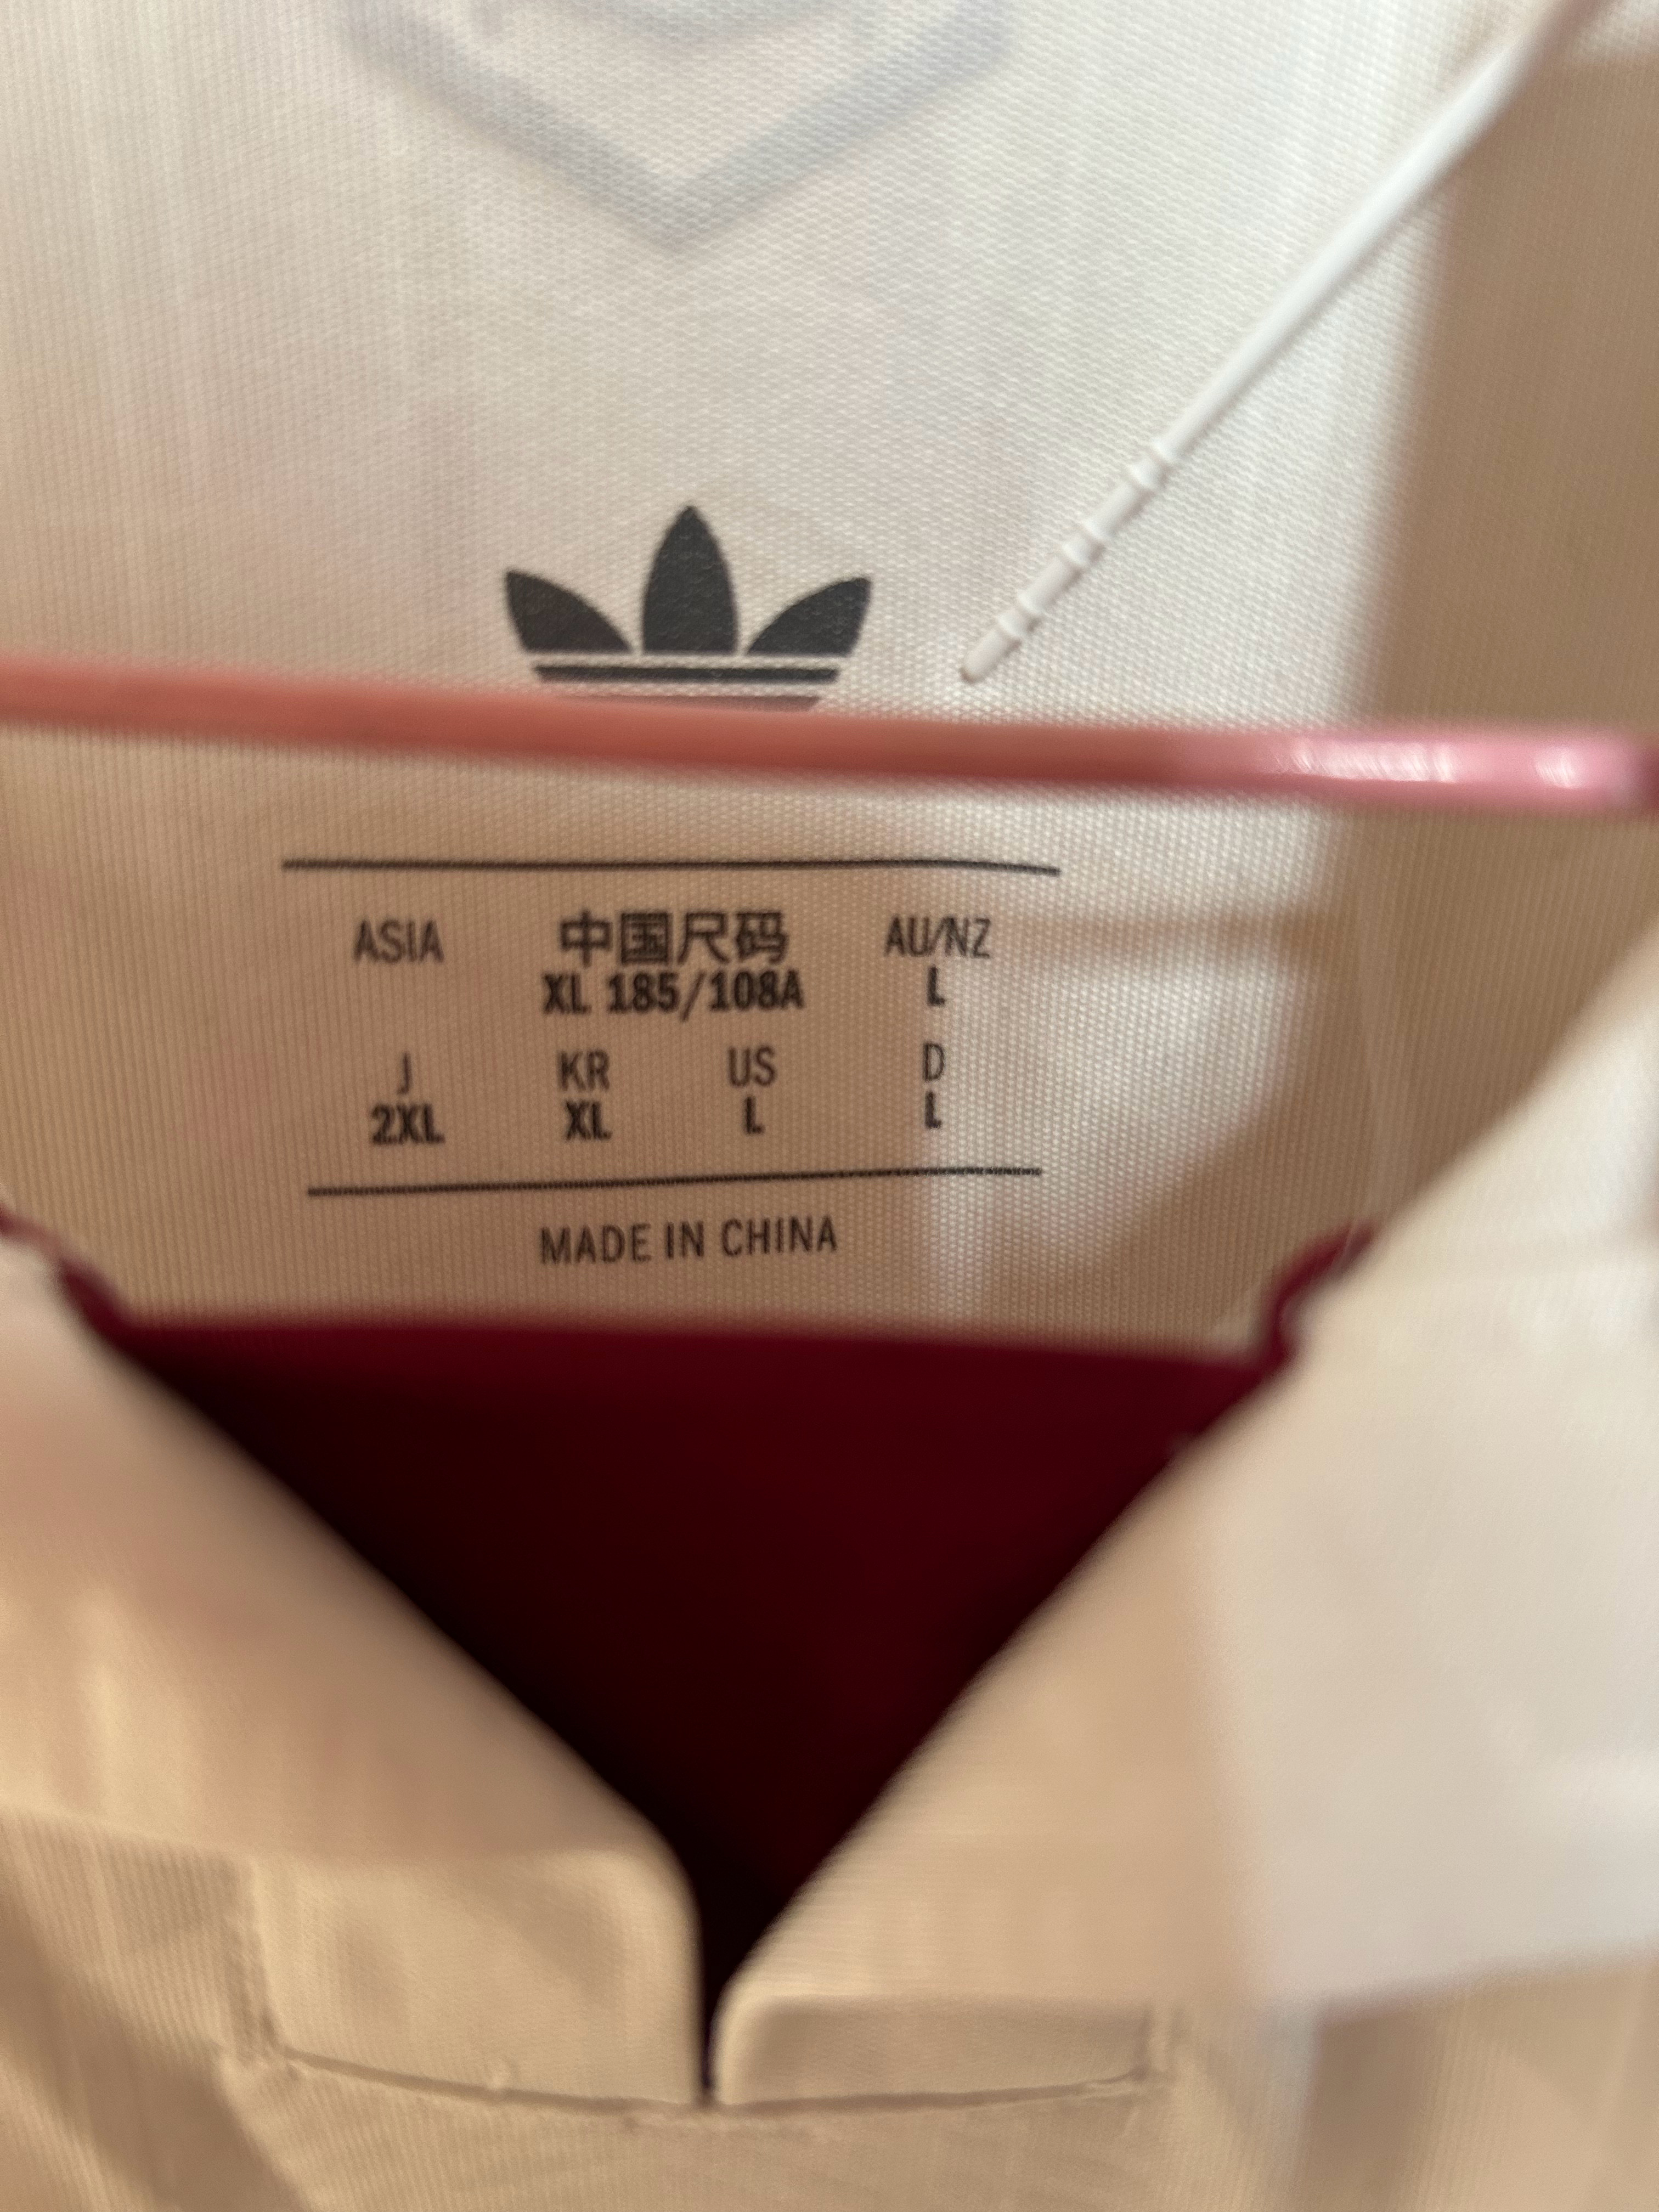 ASIA 中国尺码 AU/NZ
XL 185/108A L
J KR US D
2XL XL L L
MADE IN CHINA